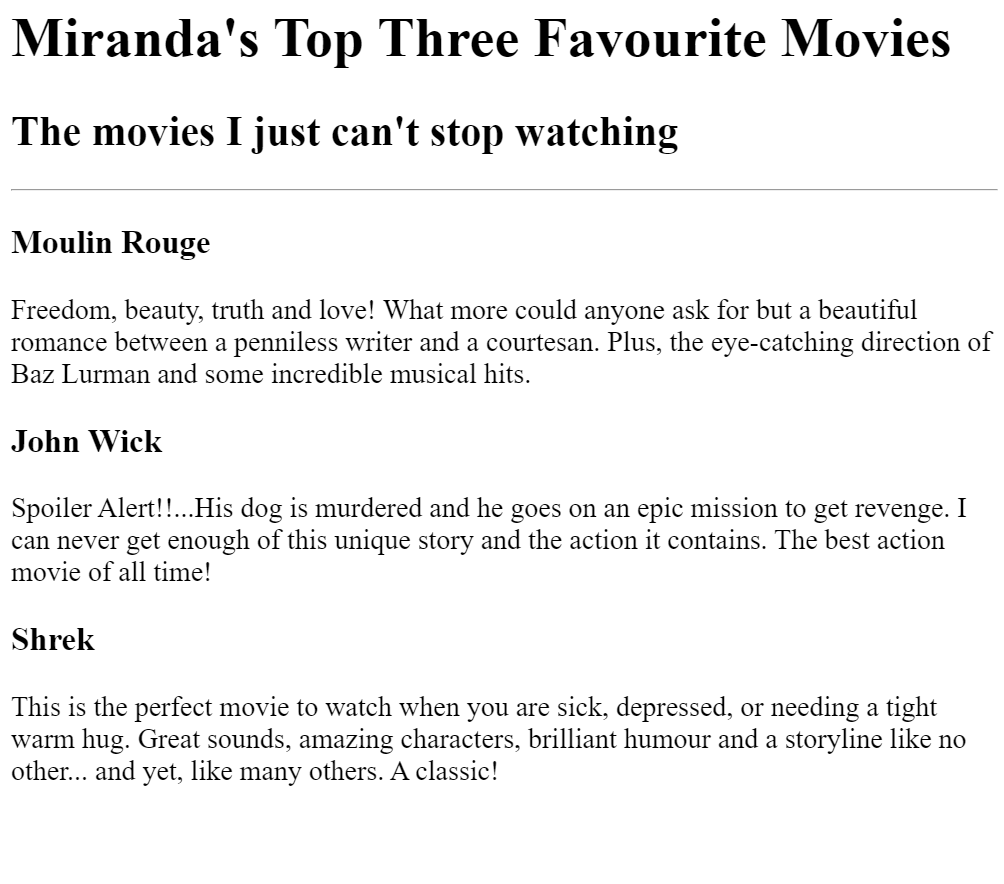 Miranda's Top Three Favourite Movies
The movies I just can't stop watching
Moulin Rouge
Freedom, beauty, truth and love! What more could anyone ask for but a beautiful
romance between a penniless writer and a courtesan. Plus, the eye-catching direction of
Baz Lurman and some incredible musical hits.
John Wick
Spoiler Alert!!...His dog is murdered and he goes on an epic mission to get revenge. I
can never get enough of this unique story and the action it contains. The best action
movie of all time!
Shrek
This is the perfect movie to watch when you are sick, depressed, or needing a tight
warm hug. Great sounds, amazing characters, brilliant humour and a storyline like no
other... and yet, like many others. A classic!